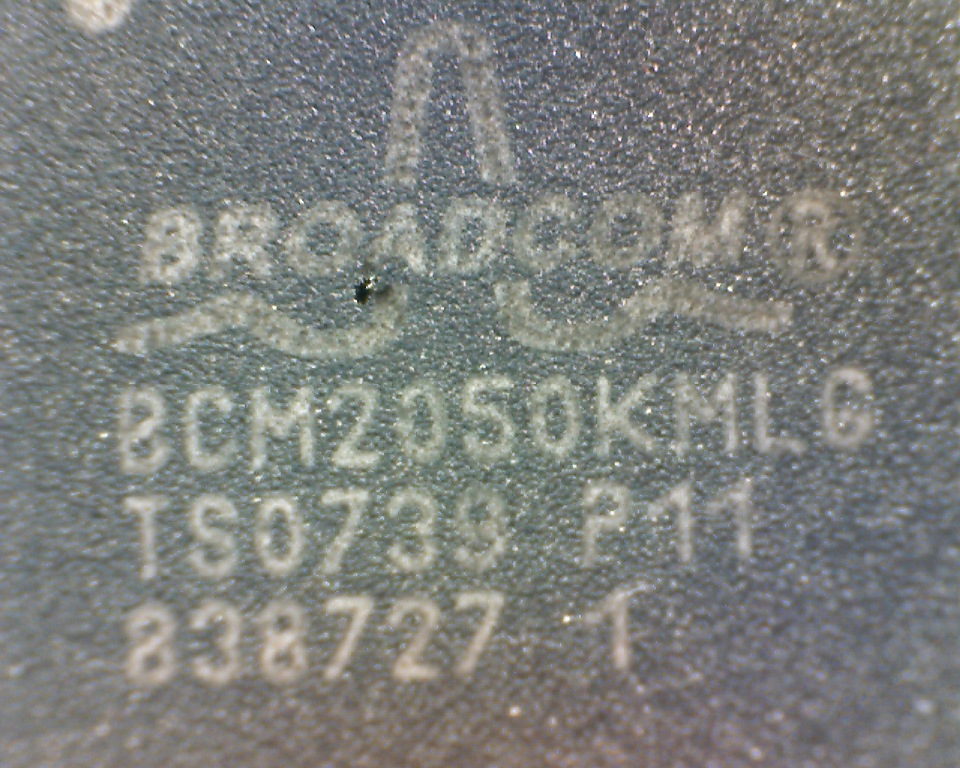 BROADCOM®
BCM2050KMLG
TS0739 P11
838727 1